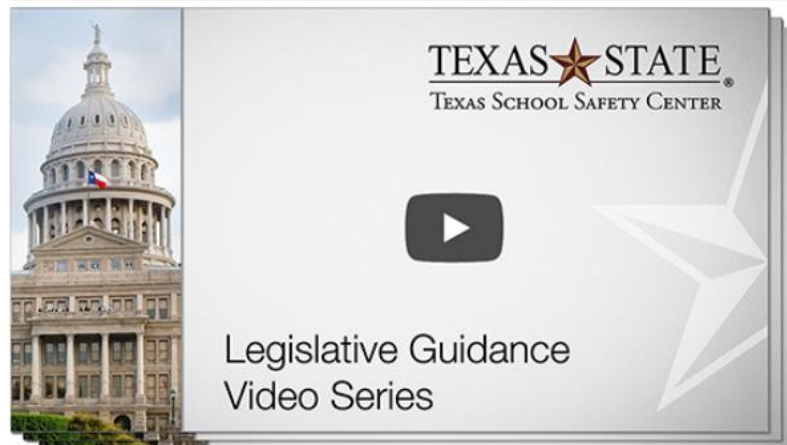 TEXAS STATE®
TEXAS SCHOOL SAFETY CENTER
Legislative Guidance
Video Series